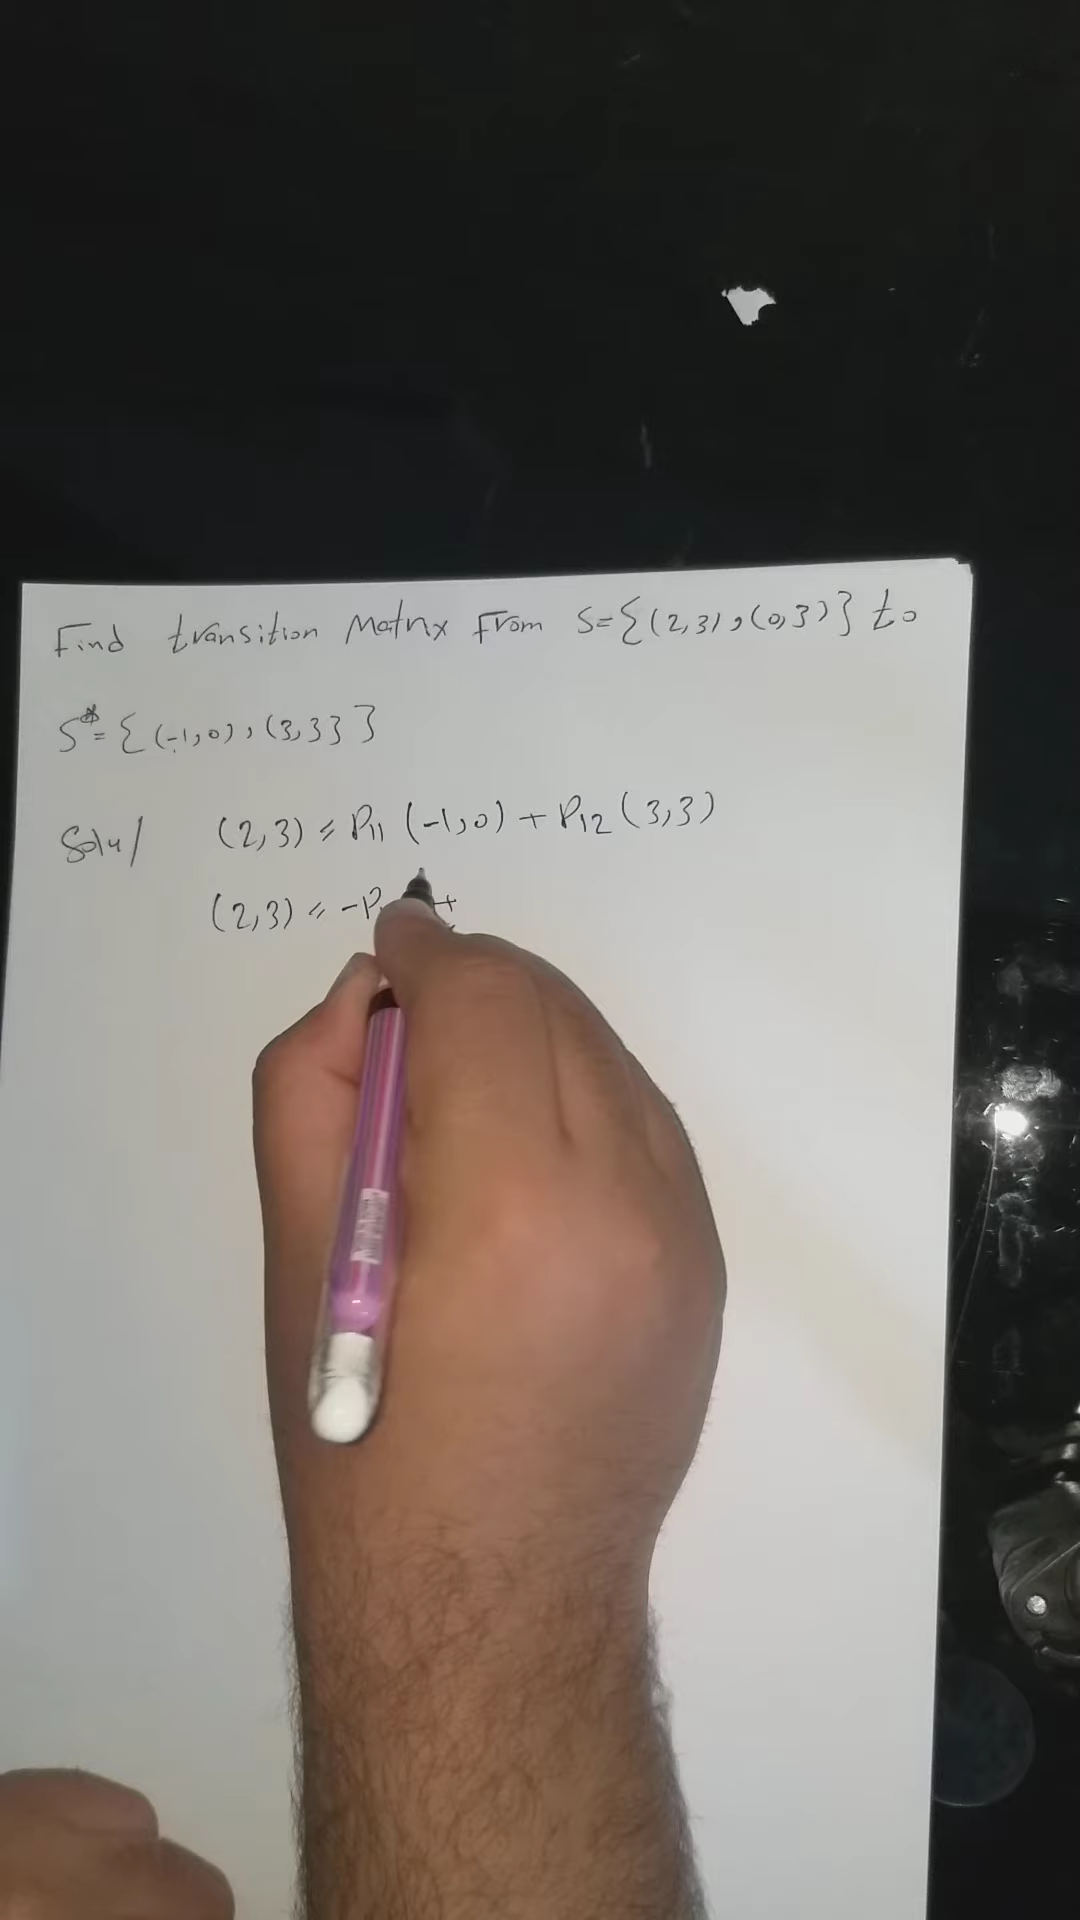 Find transition Matrix From S={(2,3),(0,3)} to
S*={(-1,0),(3,3}}
Solu/ (2,3) = P11 (-1,0) + P12 (3,3)
(2,3) = -P +